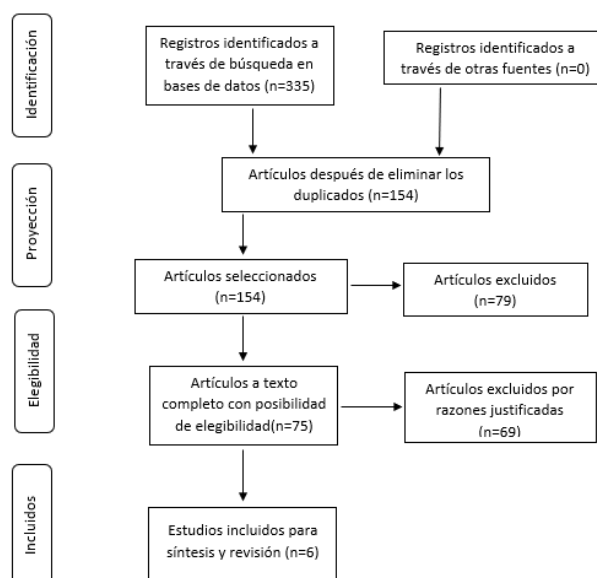 Identificación
Registros identificados a
través de búsqueda en
bases de datos (n=335)
Registros identificados a
través de otras fuentes (n=0)
Proyección
Artículos después de eliminar los
duplicados (n=154)
Artículos seleccionados
(n=154)
Artículos excluidos
(n=79)
Elegibilidad
Artículos a texto
completo con posibilidad
de elegibilidad(n=75)
Artículos excluidos por
razones justificadas
(n=69)
Incluidos
Estudios incluidos para
síntesis y revisión (n=6)